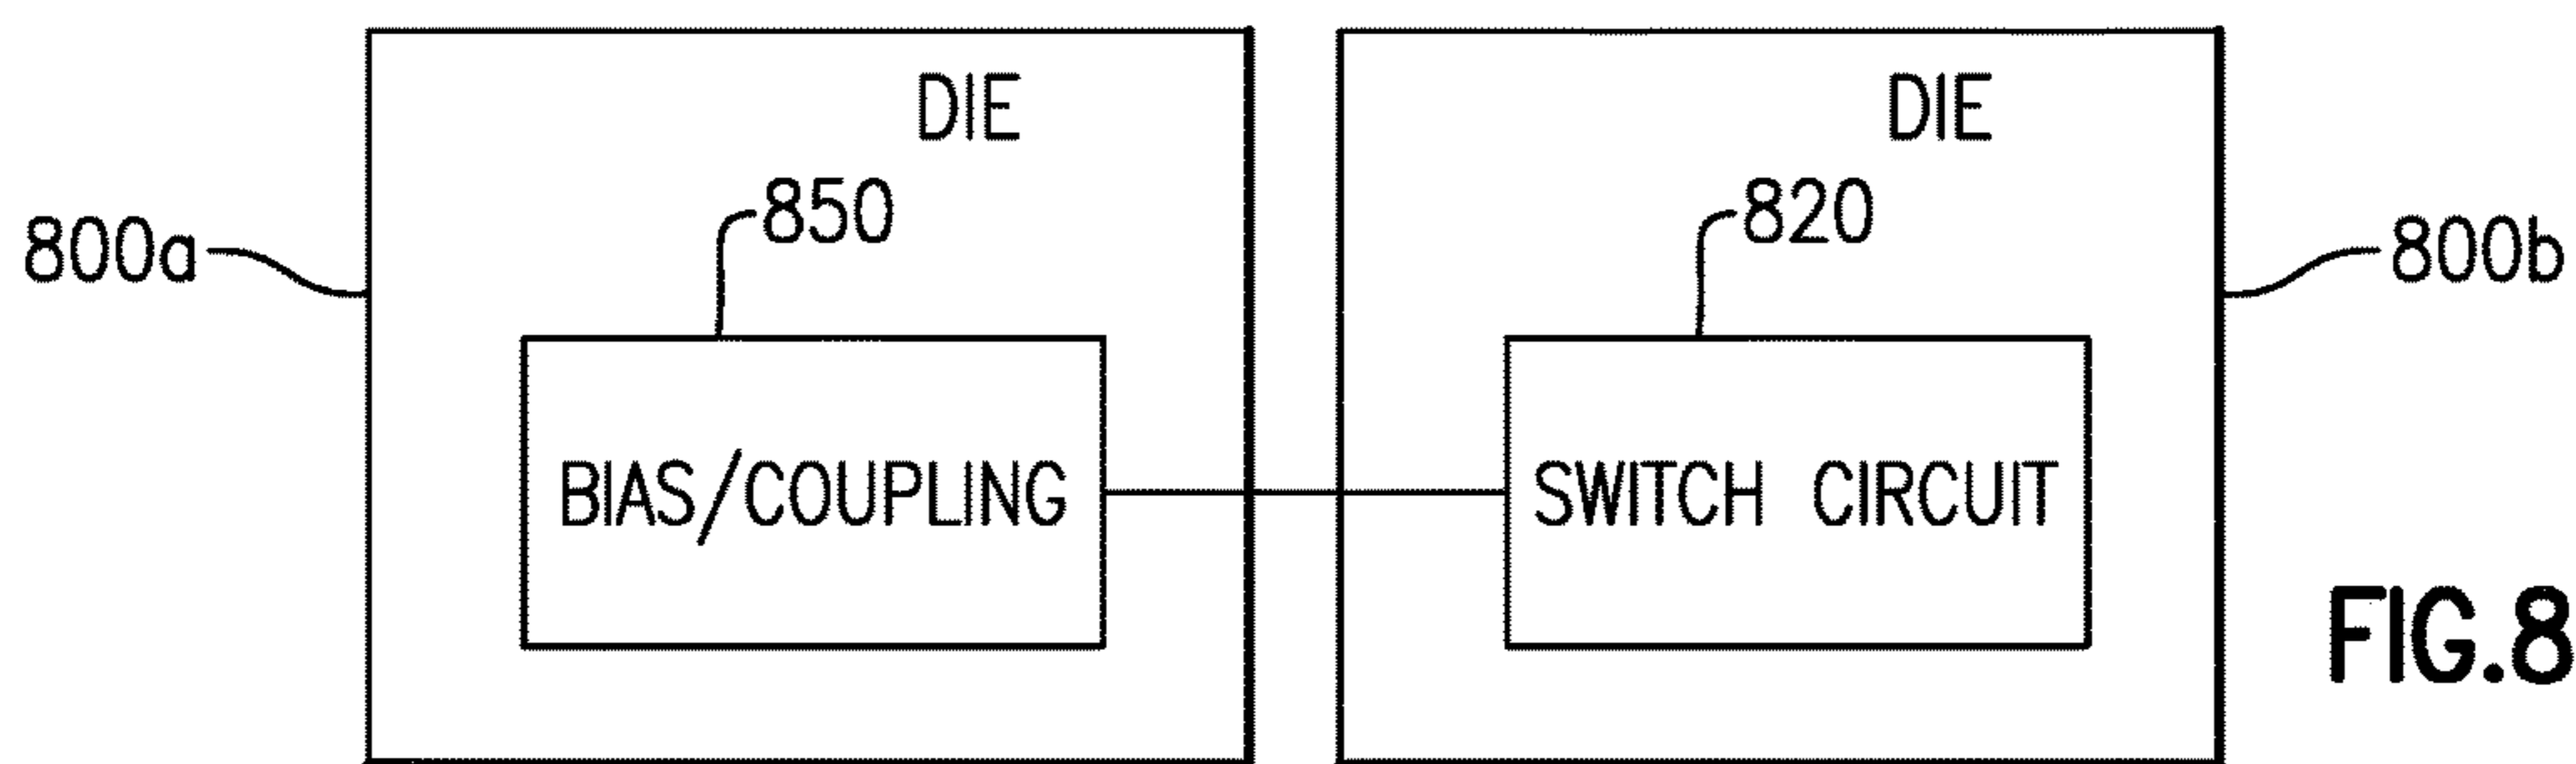 DIE
DIE
850
820
800a
800b
BIAS/COUPLING
SWITCH CIRCUIT
FIG.8